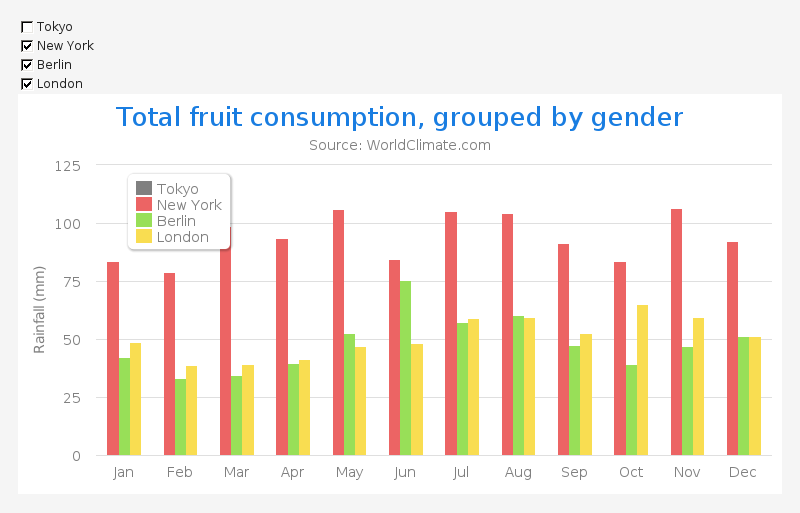 Tokyo
New York
Berlin
London
Total fruit consumption, grouped by gender
Source: WorldClimate.com
Rainfall (mm)
125
100
75
50
25
0
Tokyo
New York
Berlin
London
Jan Feb Mar Apr May Jun Jul Aug Sep Oct Nov Dec